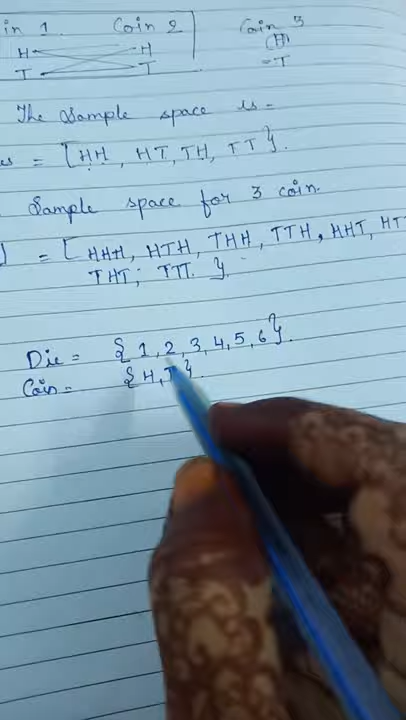 in 1. Coin 2 Coin 3
H H (H)
T T =T
The Sample space is =
es = {HH, HT, TH, TT}.
Sample space for 3 coin.
} = {HHH, HTH, THH, TTH, HHT, HT
THT; TTT. }
Die = {1, 2, 3, 4, 5, 6}.
Coin = {H, T}.